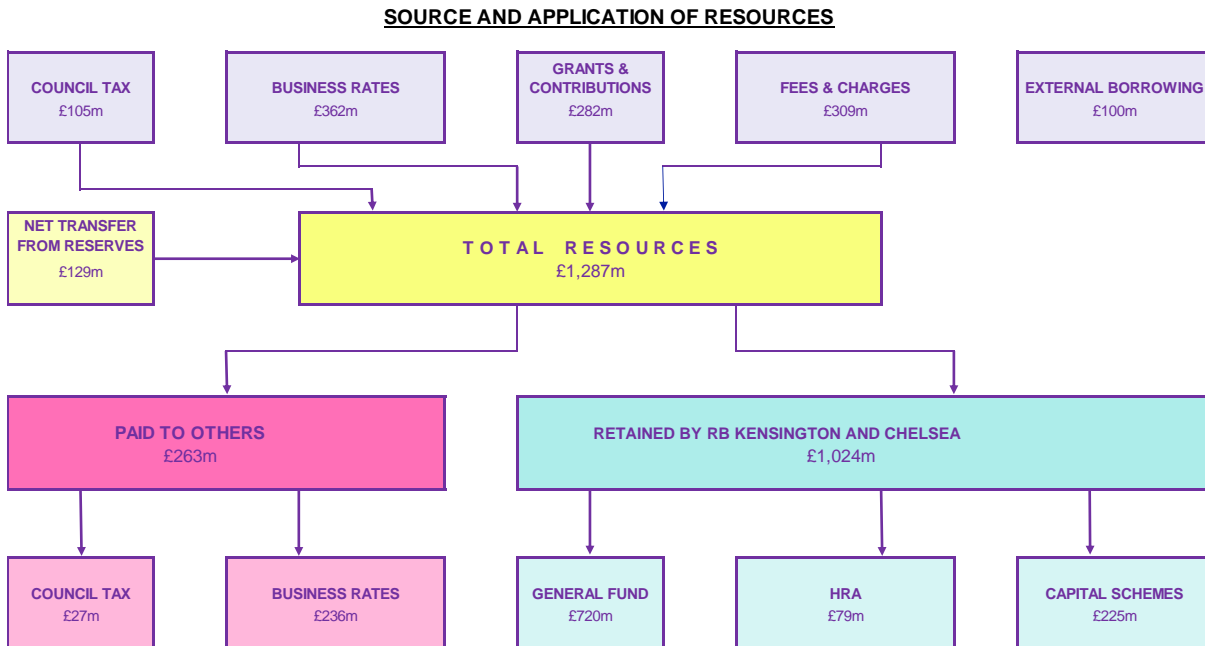 SOURCE AND APPLICATION OF RESOURCES
COUNCIL TAX
£105m
BUSINESS RATES
£362m
GRANTS &
CONTRIBUTIONS
£282m
FEES & CHARGES
£309m
EXTERNAL BORROWING
£100m
NET TRANSFER
FROM RESERVES
£129m
TOTAL RESOURCES
£1,287m
PAID TO OTHERS
£263m
RETAINED BY RB KENSINGTON AND CHELSEA
£1,024m
COUNCIL TAX
£27m
BUSINESS RATES
£236m
GENERAL FUND
£720m
HRA
£79m
CAPITAL SCHEMES
£225m